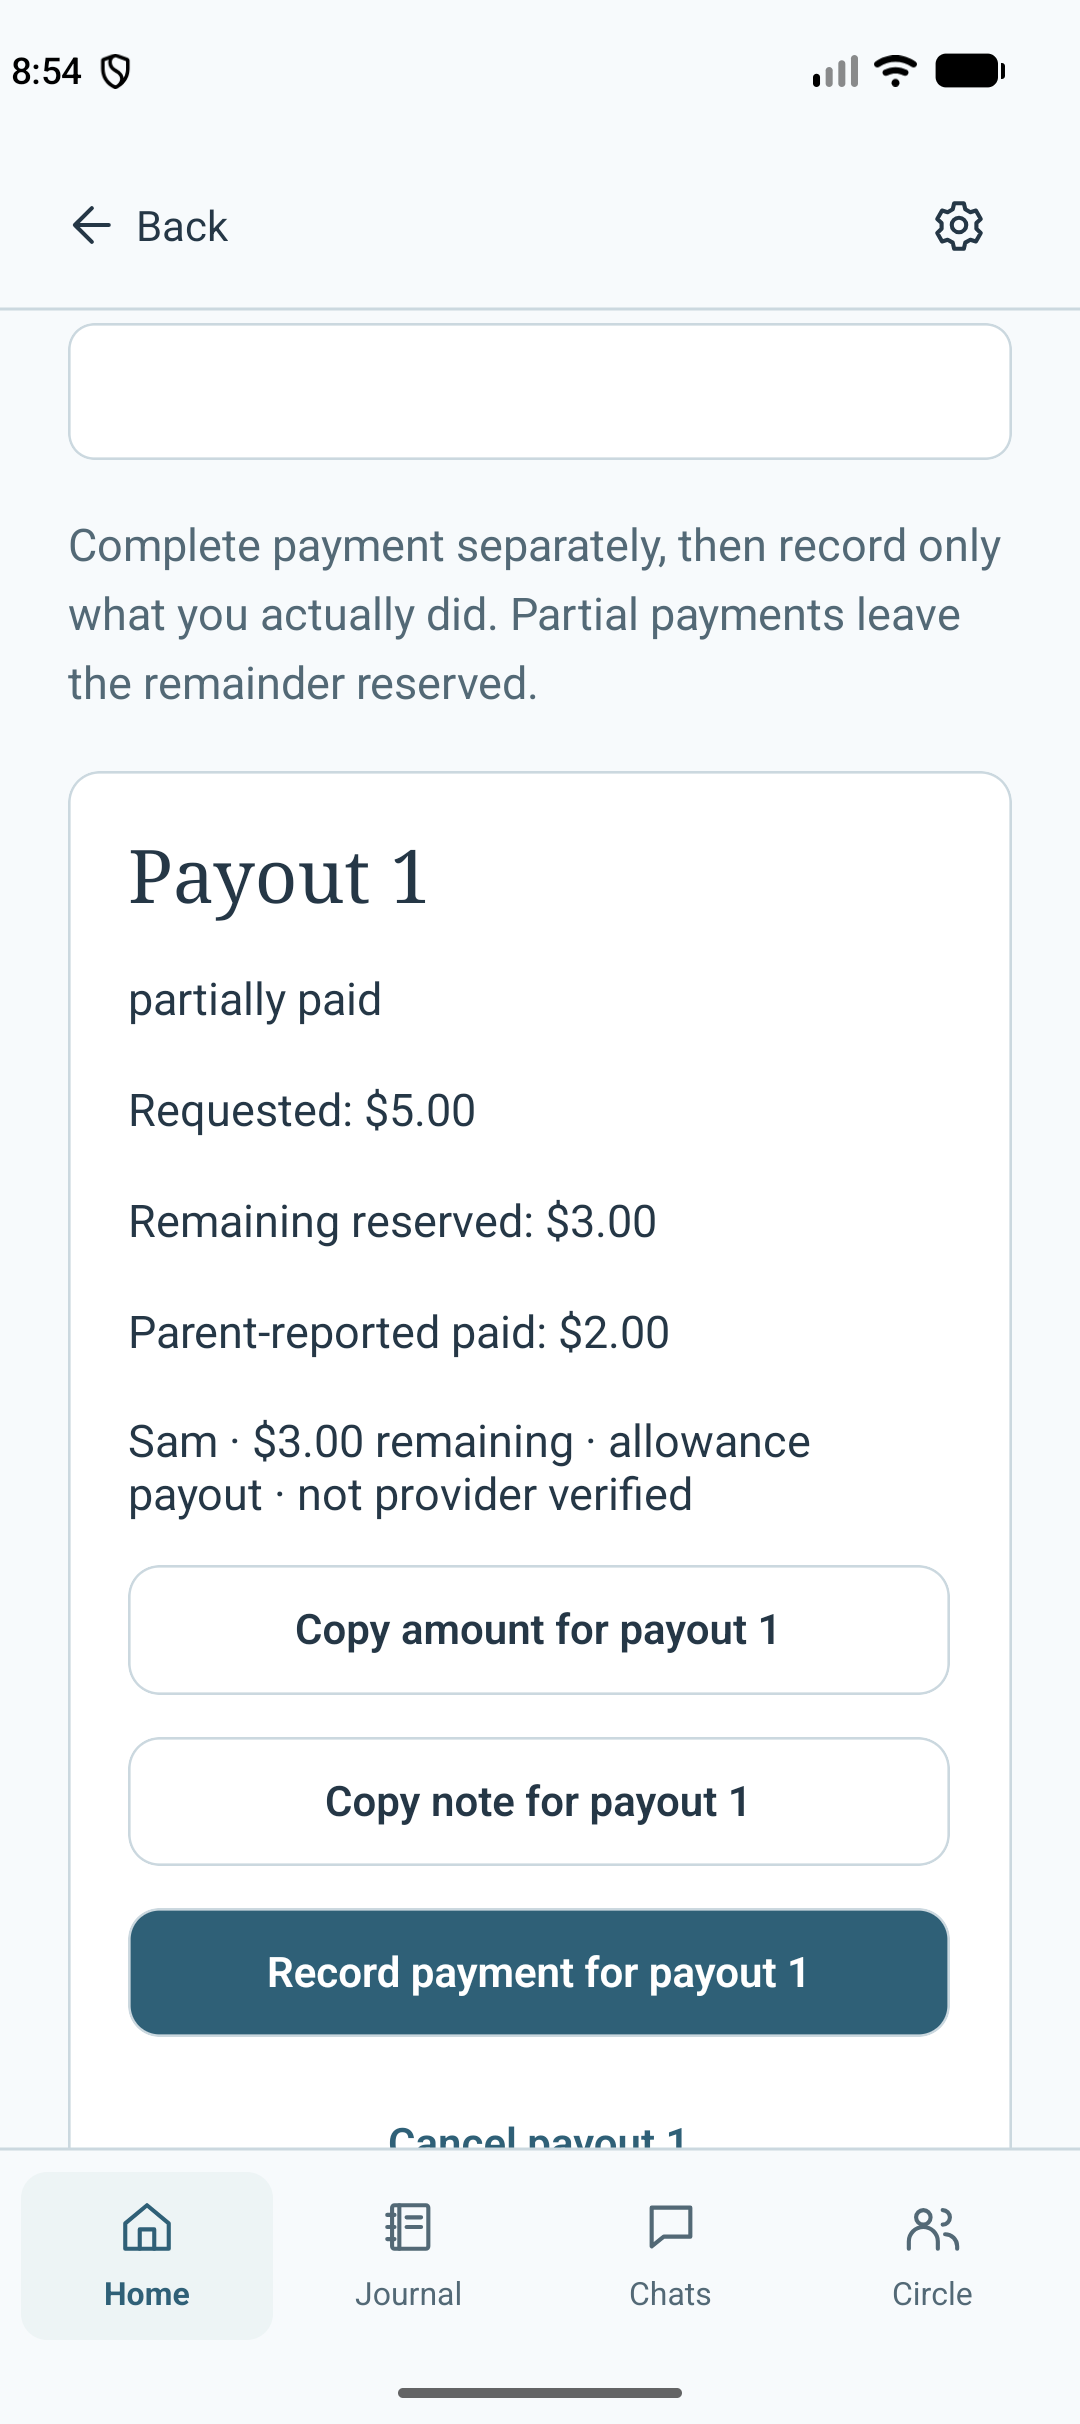 8:54
Back
Complete payment separately, then record only
what you actually did. Partial payments leave
the remainder reserved.
Payout 1
partially paid
Requested: $5.00
Remaining reserved: $3.00
Parent-reported paid: $2.00
Sam · $3.00 remaining · allowance
payout · not provider verified
Copy amount for payout 1
Copy note for payout 1
Record payment for payout 1
Cancel payout 1
Home
Journal
Chats
Circle